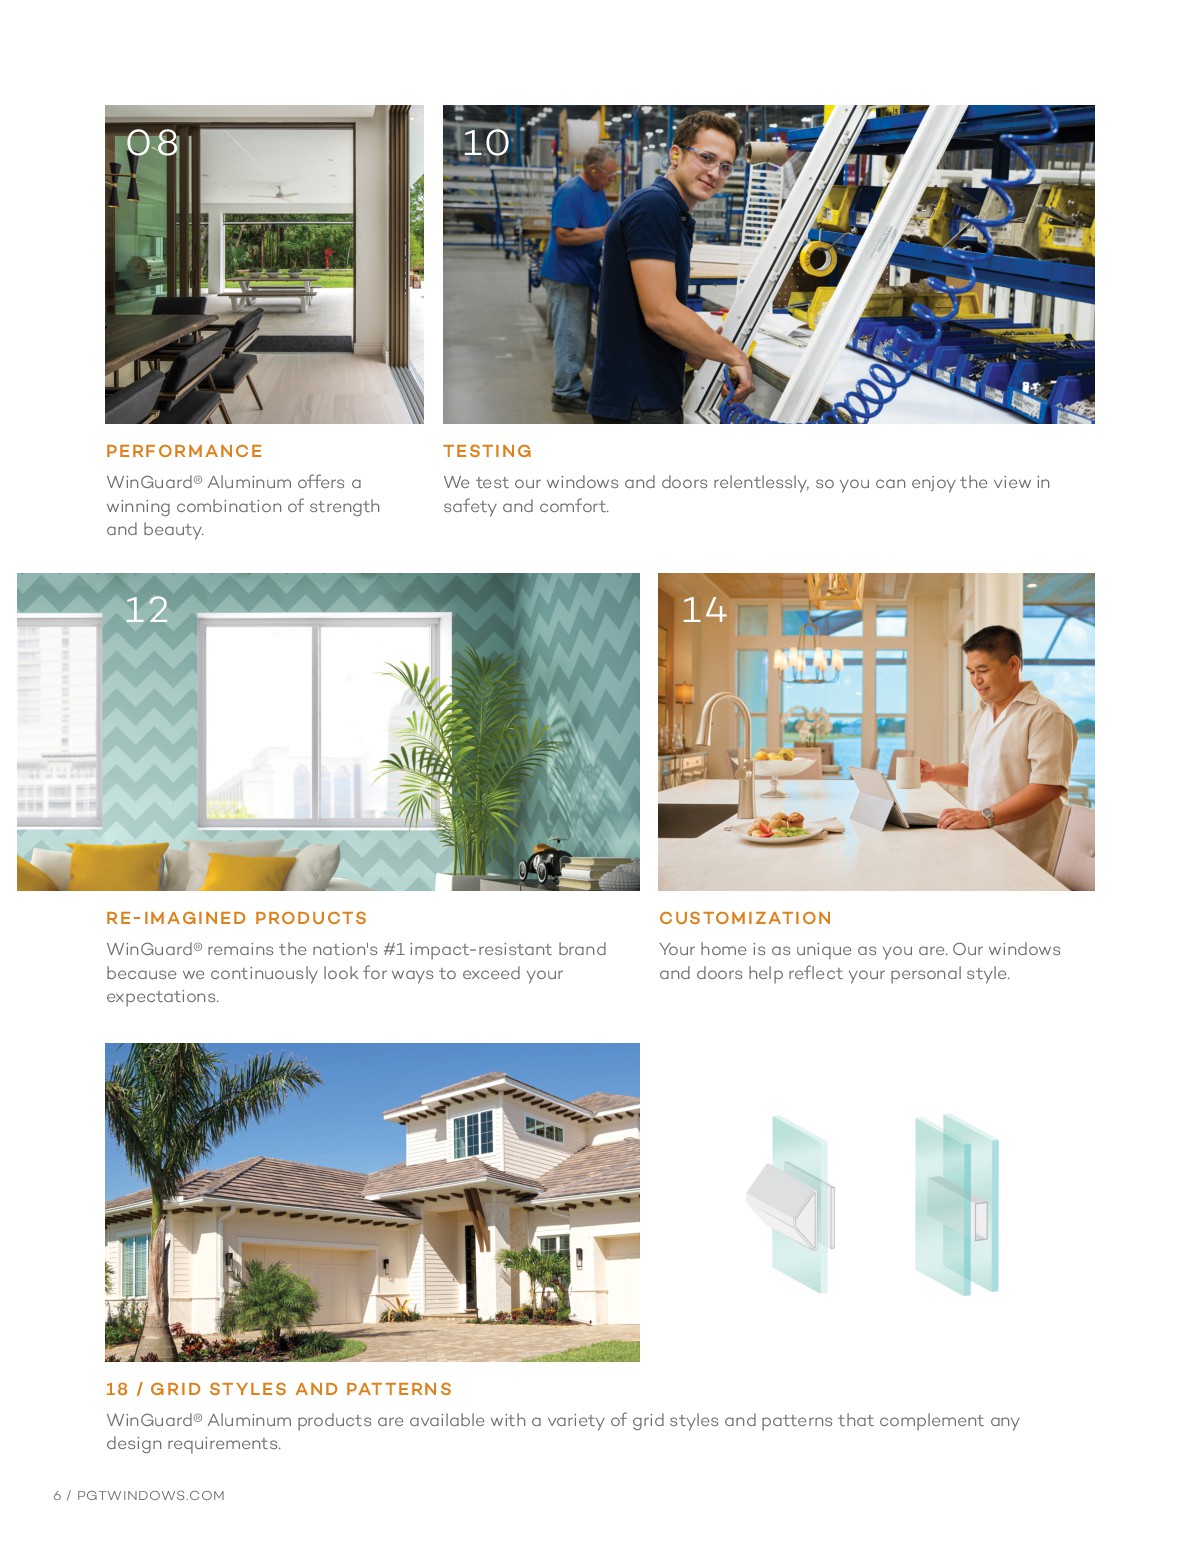 08
10
PERFORMANCE
WinGuard® Aluminum offers a
winning combination of strength
and beauty.
TESTING
We test our windows and doors relentlessly, so you can enjoy the view in
safety and comfort.
12
14
RE-IMAGINED PRODUCTS
WinGuard® remains the nation's #1 impact-resistant brand
because we continuously look for ways to exceed your
expectations.
CUSTOMIZATION
Your home is as unique as you are. Our windows
and doors help reflect your personal style.
18 / GRID STYLES AND PATTERNS
WinGuard® Aluminum products are available with a variety of grid styles and patterns that complement any
design requirements.
6 / PGTWINDOWS.COM